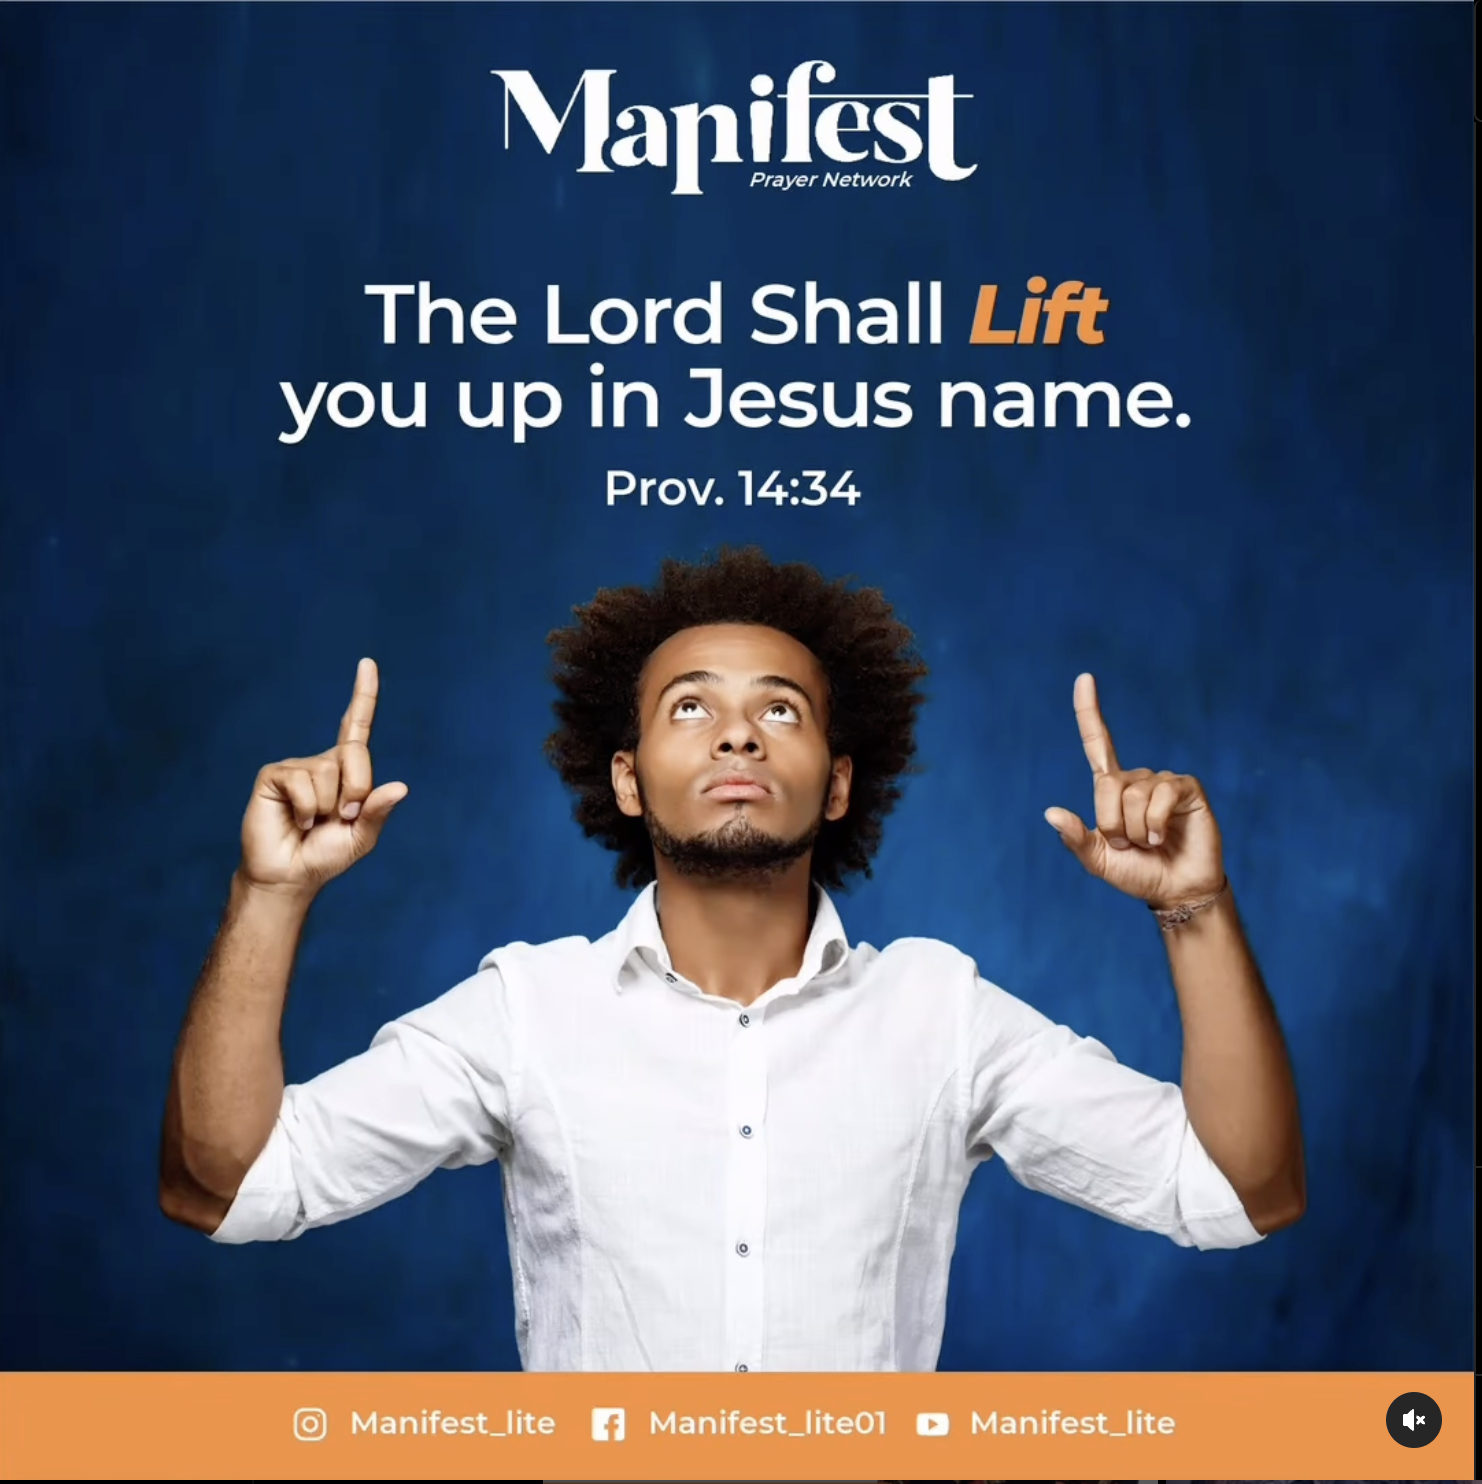 Manifest
Prayer Network
The Lord Shall Lift
you up in Jesus name.
Prov. 14:34
Manifest_lite Manifest_lite01 Manifest_lite